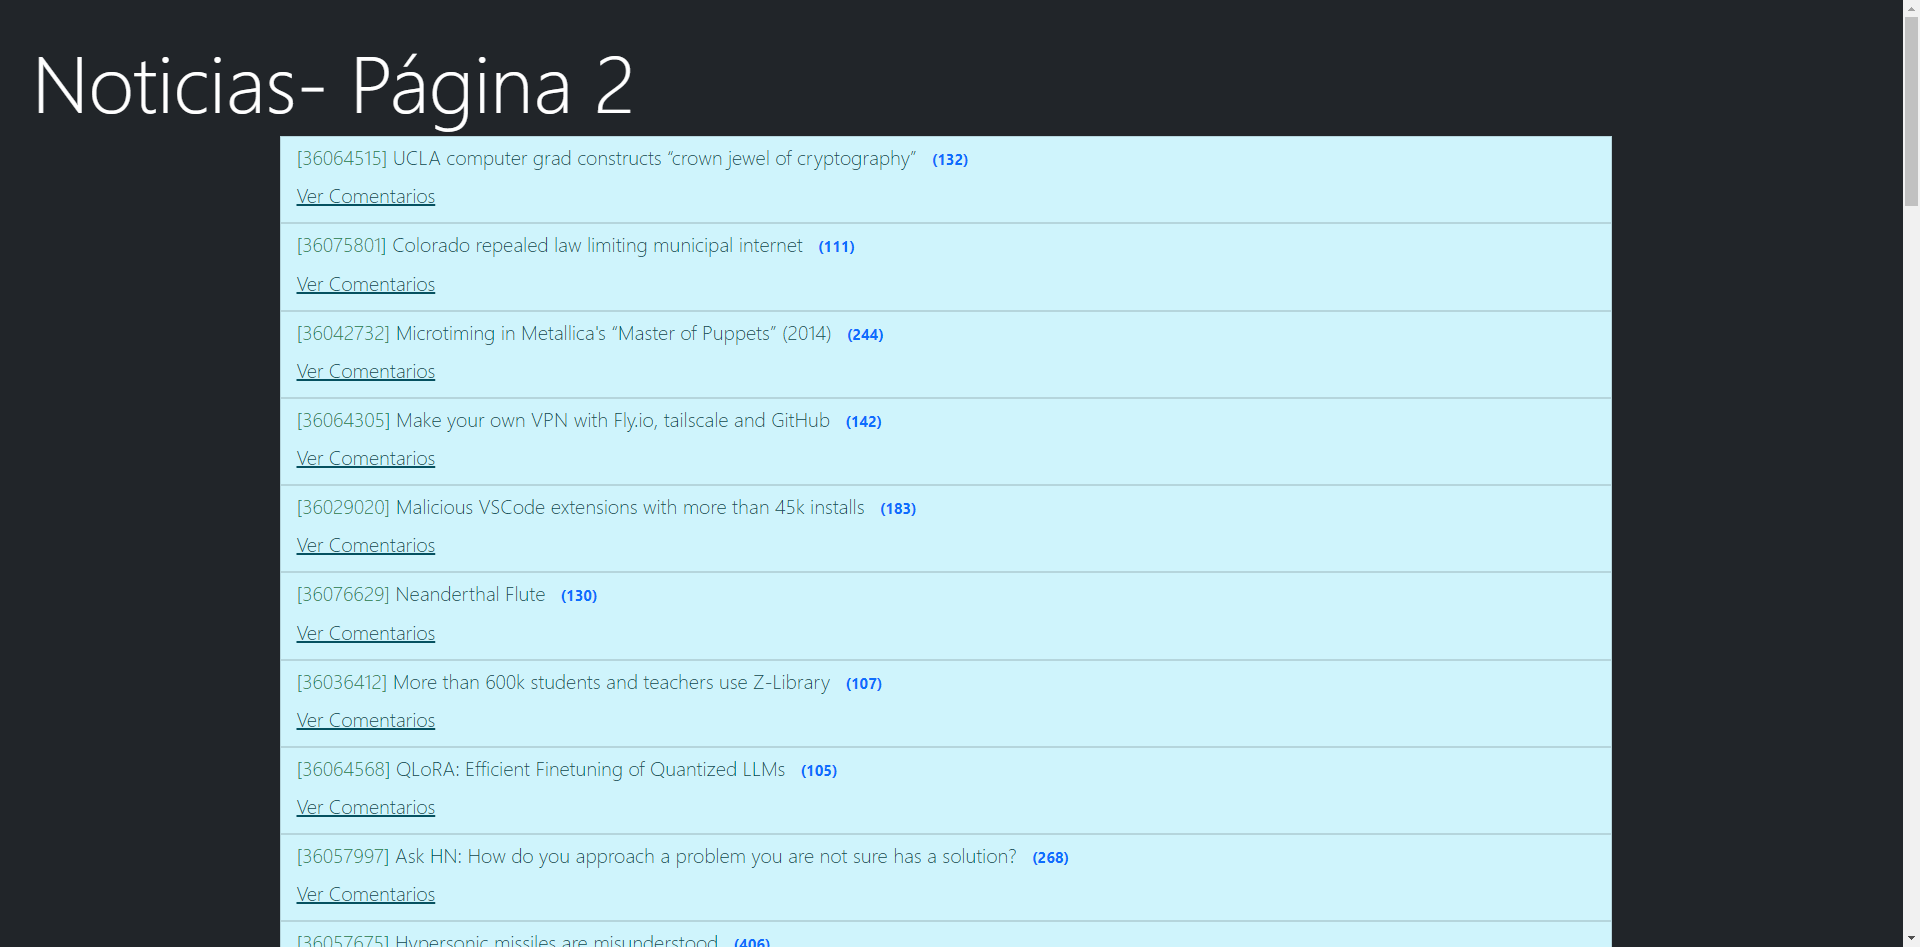 Noticias- Página 2
[36064515] UCLA computer grad constructs “crown jewel of cryptography” (132)
Ver Comentarios
[36075801] Colorado repealed law limiting municipal internet (111)
Ver Comentarios
[36042732] Microtiming in Metallica's “Master of Puppets” (2014) (244)
Ver Comentarios
[36064305] Make your own VPN with Fly.io, tailscale and GitHub (142)
Ver Comentarios
[36029020] Malicious VSCode extensions with more than 45k installs (183)
Ver Comentarios
[36076629] Neanderthal Flute (130)
Ver Comentarios
[36036412] More than 600k students and teachers use Z-Library (107)
Ver Comentarios
[36064568] QLoRA: Efficient Finetuning of Quantized LLMs (105)
Ver Comentarios
[36057997] Ask HN: How do you approach a problem you are not sure has a solution? (268)
Ver Comentarios
[36057675] Hypersonic missiles are misunderstood (406)